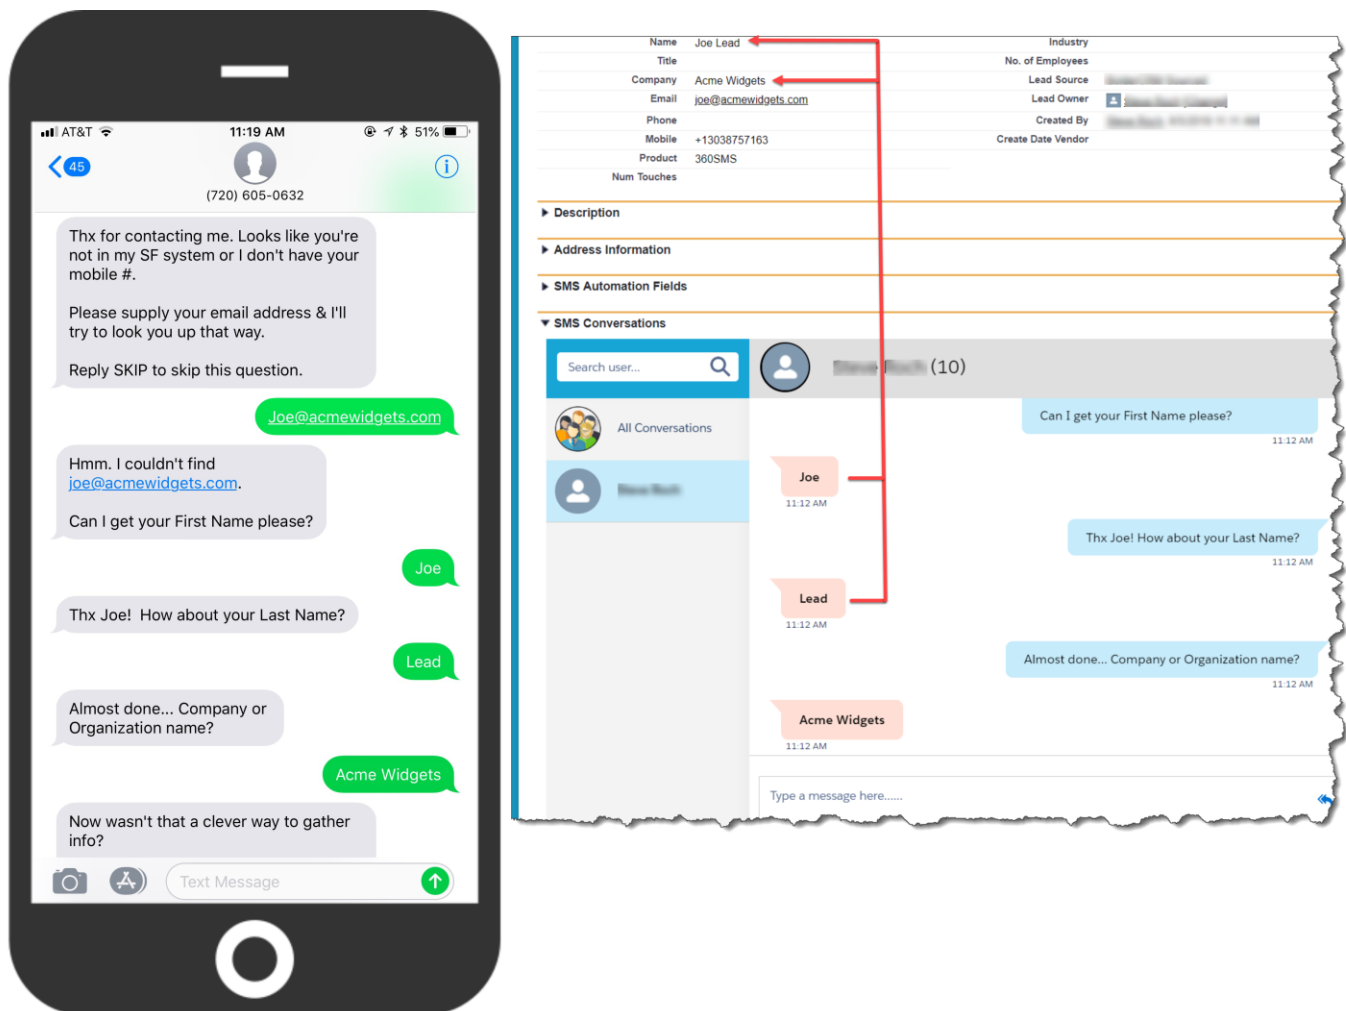 AT&T
11:19 AM
51%
45
(720) 605-0632
Thx for contacting me. Looks like you're
not in my SF system or I don't have your
mobile #.
Please supply your email address & I'll
try to look you up that way.
Reply SKIP to skip this question.
Joe@acmewidgets.com
Hmm. I couldn't find
joe@acmewidgets.com.
Can I get your First Name please?
Joe
Thx Joe!  How about your Last Name?
Lead
Almost done... Company or
Organization name?
Acme Widgets
Now wasn't that a clever way to gather
info?
Text Message
Name Joe Lead
Title
Company Acme Widgets
Email joe@acmewidgets.com
Phone
Mobile +13038757163
Product 360SMS
Num Touches
Industry
No. of Employees
Lead Source
Lead Owner
Created By
Create Date Vendor
Description
Address Information
SMS Automation Fields
SMS Conversations
Search user...
(10)
All Conversations
Can I get your First Name please?
11:12 AM
Joe
11:12 AM
Thx Joe! How about your Last Name?
11:12 AM
Lead
11:12 AM
Almost done... Company or Organization name?
11:12 AM
Acme Widgets
11:12 AM
Type a message here......